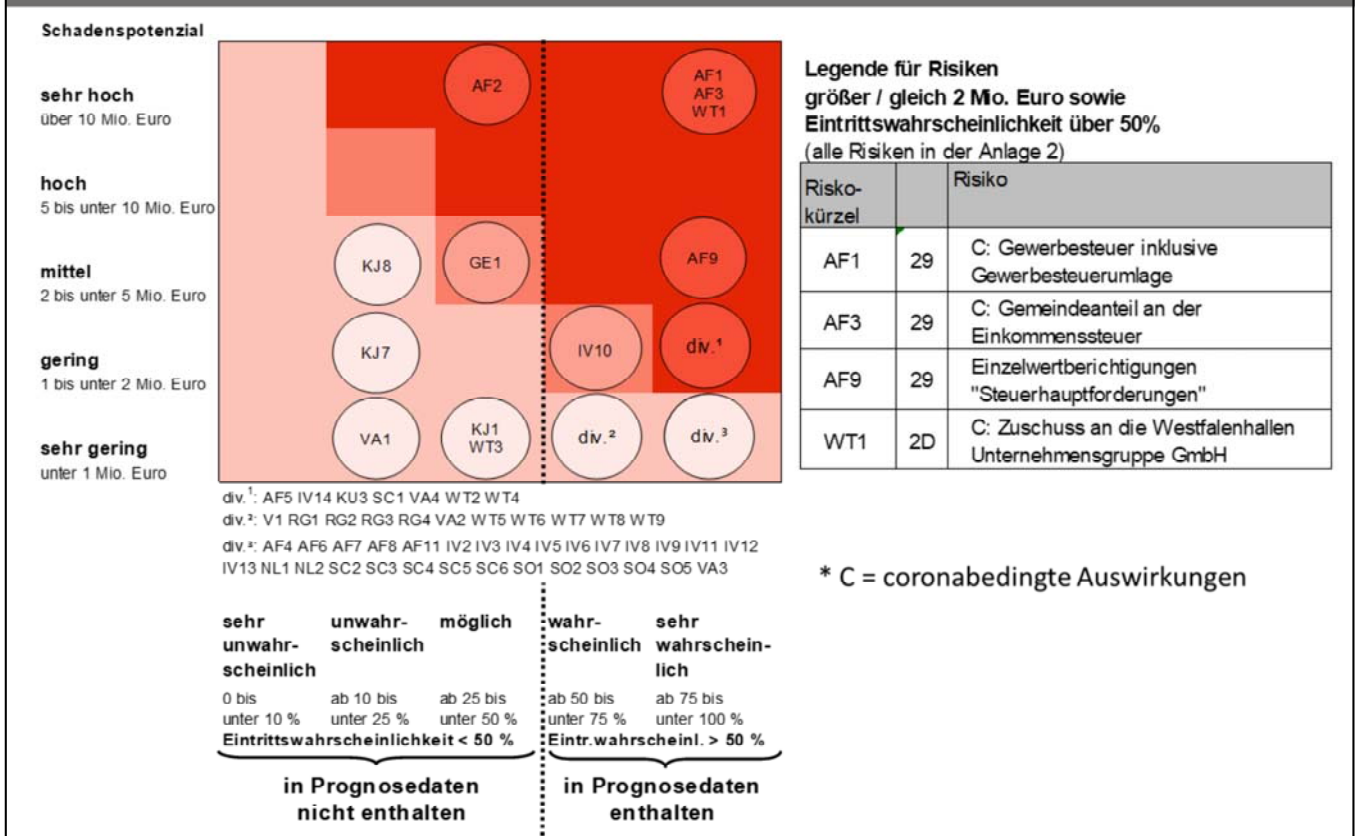 Schadenspotenzial
sehr hoch
über 10 Mio. Euro
hoch
5 bis unter 10 Mio. Euro
mittel
2 bis unter 5 Mio. Euro
gering
1 bis unter 2 Mio. Euro
sehr gering
unter 1 Mio. Euro
AF2
AF1
AF3
WT1
KJ8
GE1
AF9
KJ7
IV10
div.¹
VA1
KJ1
WT3
div.²
div.³
div.¹: AF5 IV14 KU3 SC1 VA4 WT2 WT4
div.²: V1 RG1 RG2 RG3 RG4 VA2 WT5 WT6 WT7 WT8 WT9
div.³: AF4 AF6 AF7 AF8 AF11 IV2 IV3 IV4 IV5 IV6 IV7 IV8 IV9 IV11 IV12
IV13 NL1 NL2 SC2 SC3 SC4 SC5 SC6 SO1 SO2 SO3 SO4 SO5 VA3
sehr
unwahr-
scheinlich
0 bis
unter 10 %
unwahr-
scheinlich
ab 10 bis
unter 25 %
möglich
ab 25 bis
unter 50 %
wahr-
scheinlich
ab 50 bis
unter 75 %
sehr
wahrschein-
lich
ab 75 bis
unter 100 %
Eintrittswahrscheinlichkeit < 50 %
Eintr.wahrscheinl. > 50 %
in Prognosedaten
nicht enthalten
in Prognosedaten
enthalten
Legende für Risiken
größer / gleich 2 Mio. Euro sowie
Eintrittswahrscheinlichkeit über 50%
(alle Risiken in der Anlage 2)
Risko-
kürzel
Risiko
AF1 29 C: Gewerbesteuer inklusive
Gewerbesteuerumlage
AF3 29 C: Gemeindeanteil an der
Einkommenssteuer
AF9 29 Einzelwertberichtigungen
"Steuerhauptforderungen"
WT1 2D C: Zuschuss an die Westfalenhallen
Unternehmensgruppe GmbH
* C = coronabedingte Auswirkungen